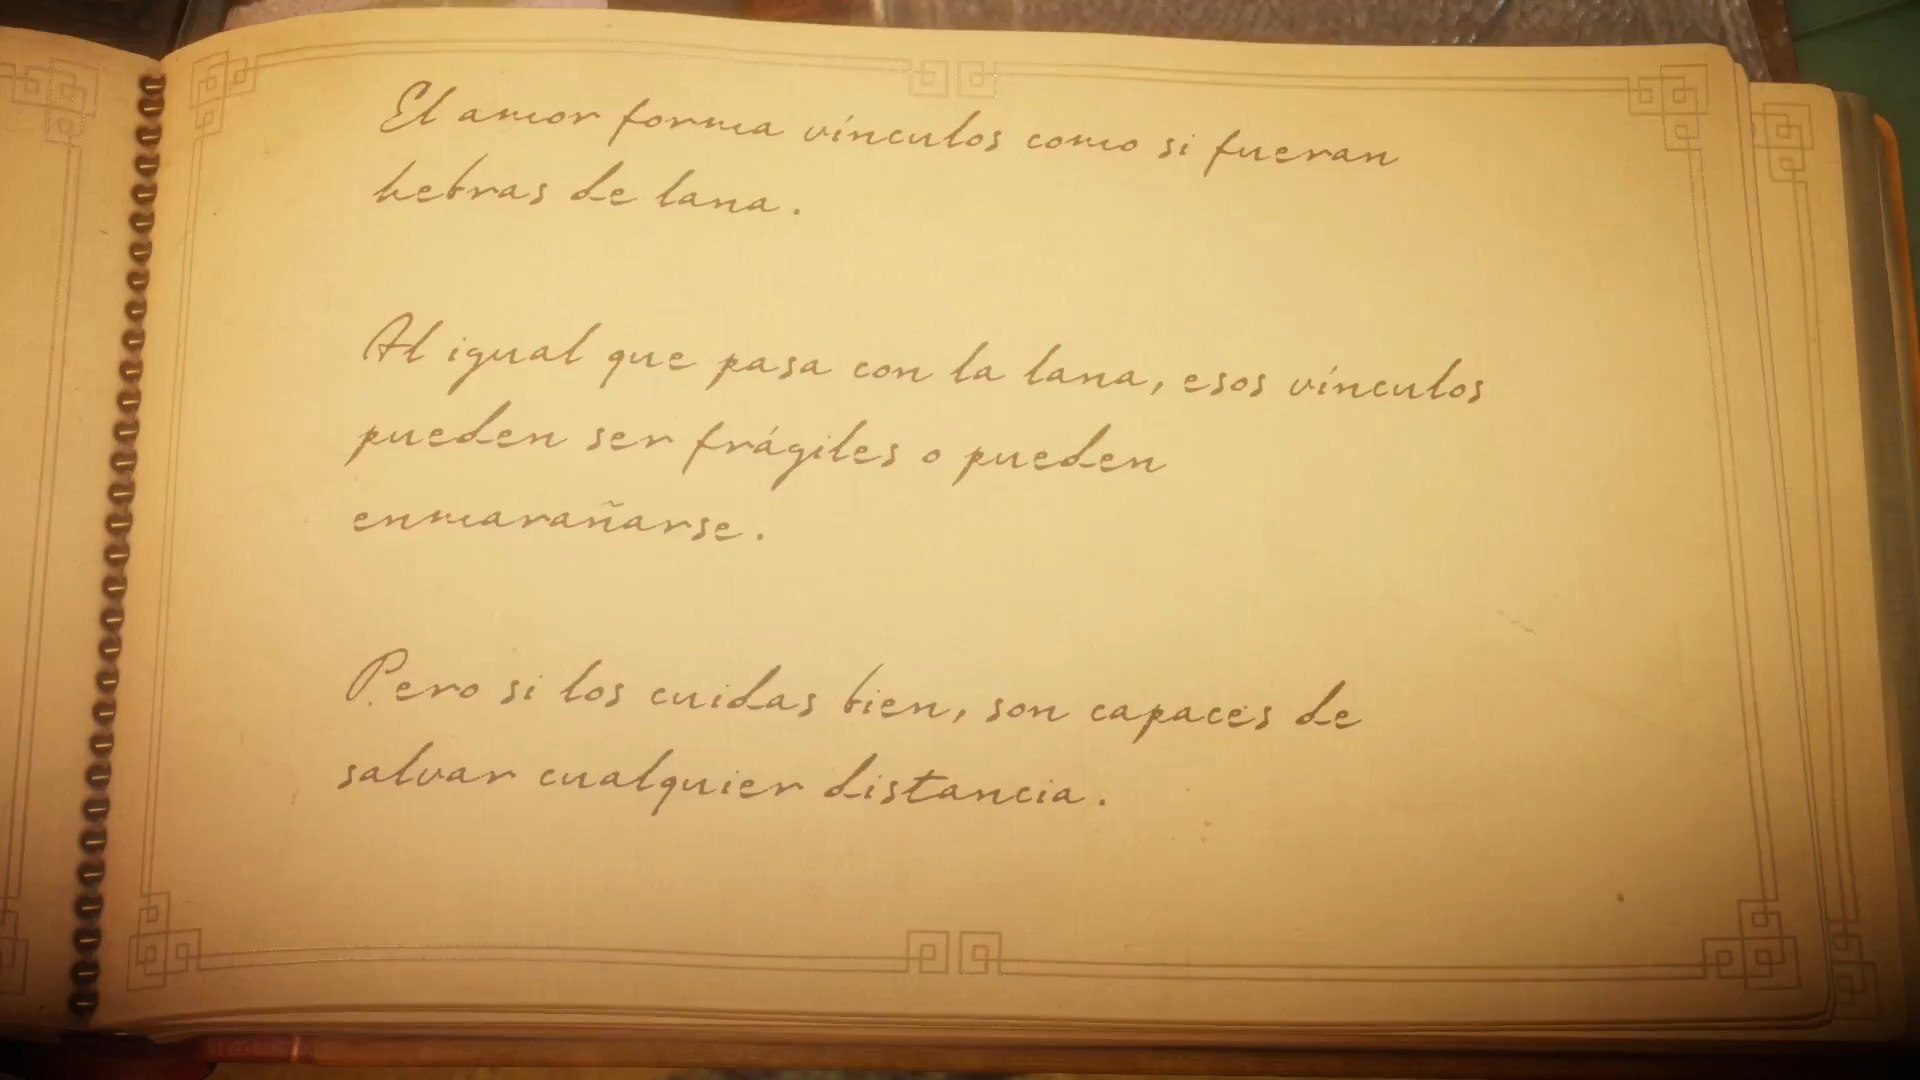 El amor forma vínculos como si fueran
hebras de lana.
Al igual que pasa con la lana, esos vínculos
pueden ser frágiles o pueden
enmarañarse.
Pero si los cuidas bien, son capaces de
salvar cualquier distancia.